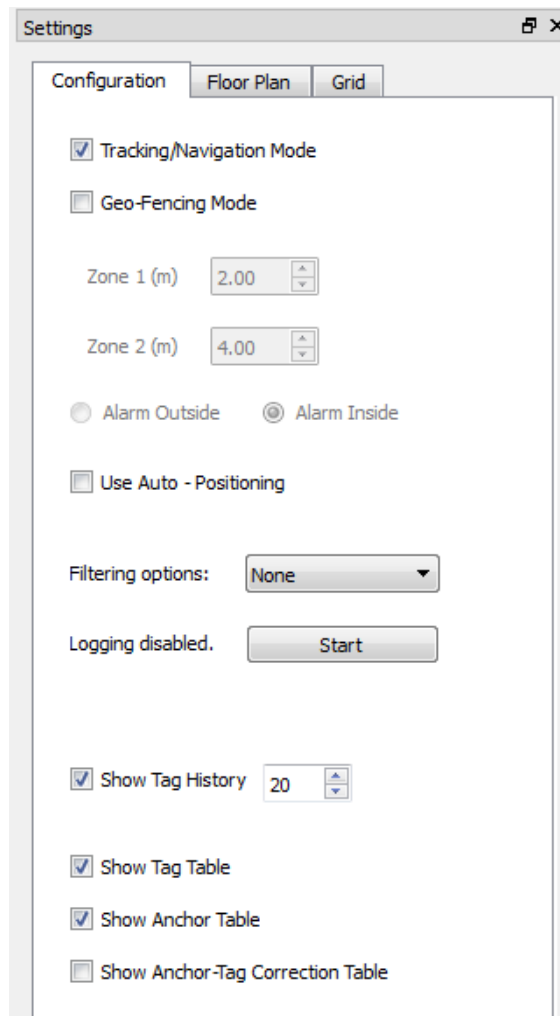 Settings
Configuration Floor Plan Grid
Tracking/Navigation Mode
Geo-Fencing Mode
Zone 1 (m) 2.00
Zone 2 (m) 4.00
Alarm Outside Alarm Inside
Use Auto - Positioning
Filtering options: None
Logging disabled. Start
Show Tag History 20
Show Tag Table
Show Anchor Table
Show Anchor-Tag Correction Table